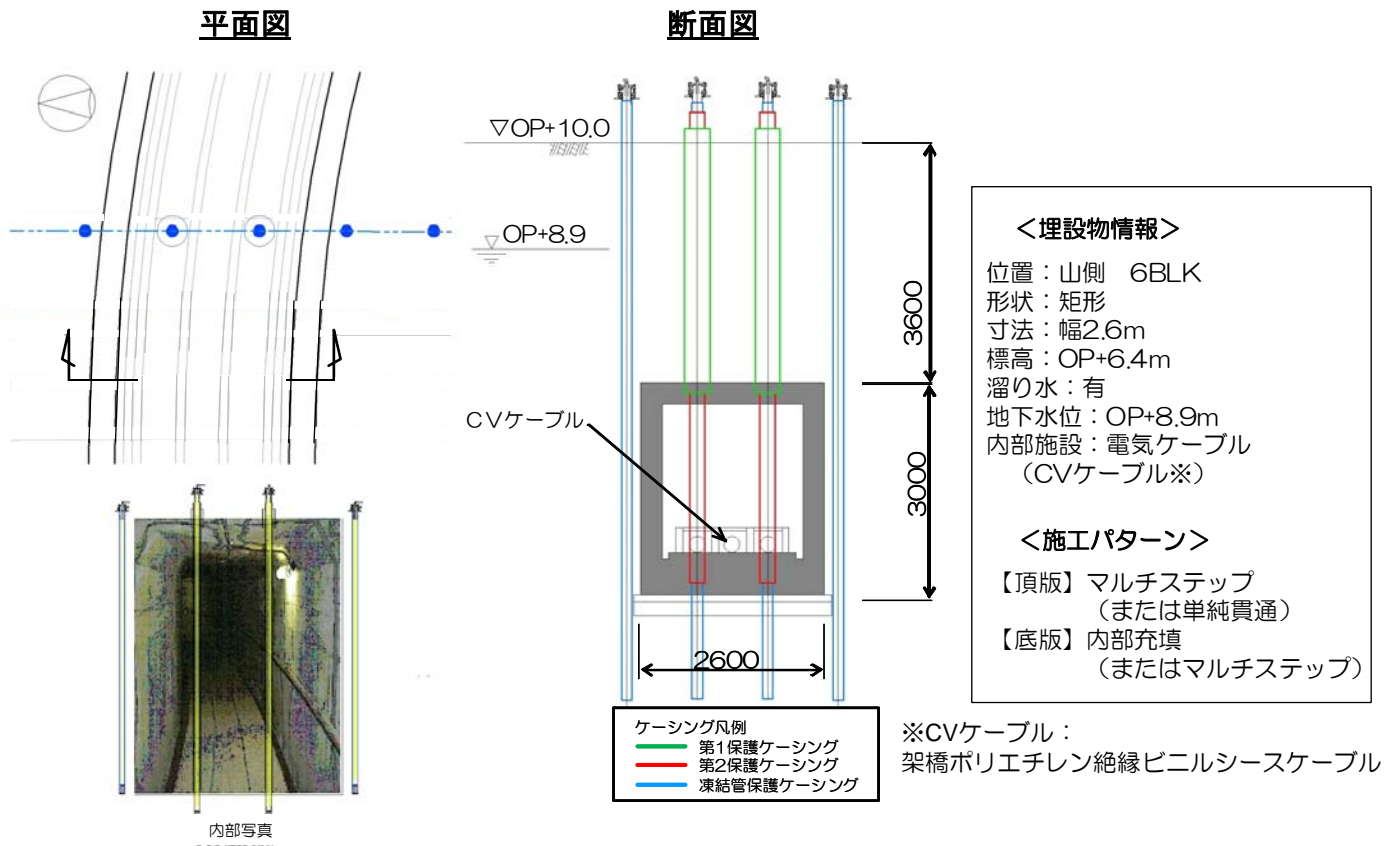 平面図
断面図
▽OP+10.0
▽ OP+8.9
3600
3000
2600
CVケーブル
ケーシング凡例
第1保護ケーシング
第2保護ケーシング
凍結管保護ケーシング
内部写真
＜埋設物情報＞
位置：山側　6BLK
形状：矩形
寸法：幅2.6m
標高：OP+6.4m
溜り水：有
地下水位：OP+8.9m
内部施設：電気ケーブル
（CVケーブル※）
＜施工パターン＞
【頂版】マルチステップ
（または単純貫通）
【底版】内部充填
（またはマルチステップ）
※CVケーブル：
架橋ポリエチレン絶縁ビニルシースケーブル